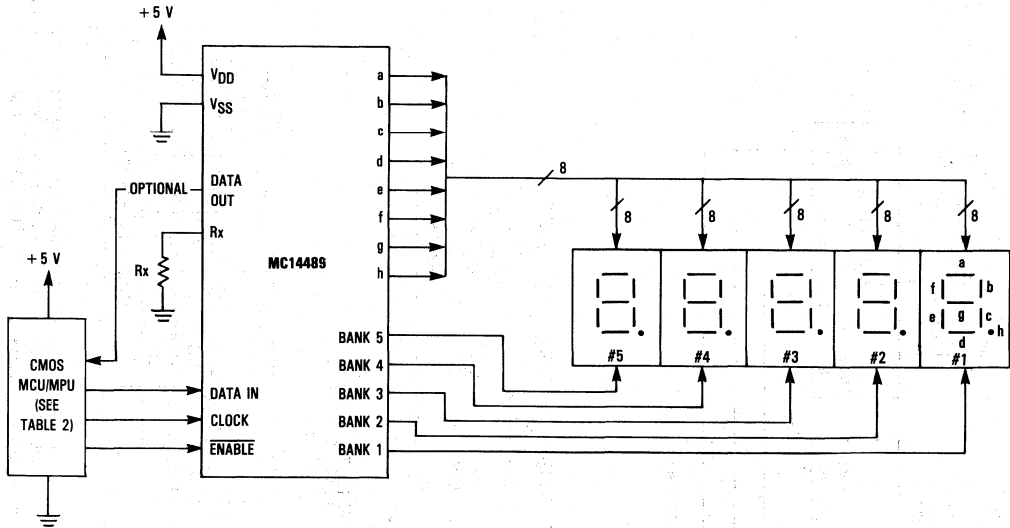 +5 V
VDD
VSS
OPTIONAL
DATA
OUT
Rx
Rx
+5 V
CMOS
MCU/MPU
(SEE
TABLE 2)
DATA IN
CLOCK
ENABLE
MC14489
a
b
c
d
e
f
g
h
BANK 5
BANK 4
BANK 3
BANK 2
BANK 1
8
8
8
8
8
8
#5
#4
#3
#2
a
f
b
g
e
c
h
d
#1